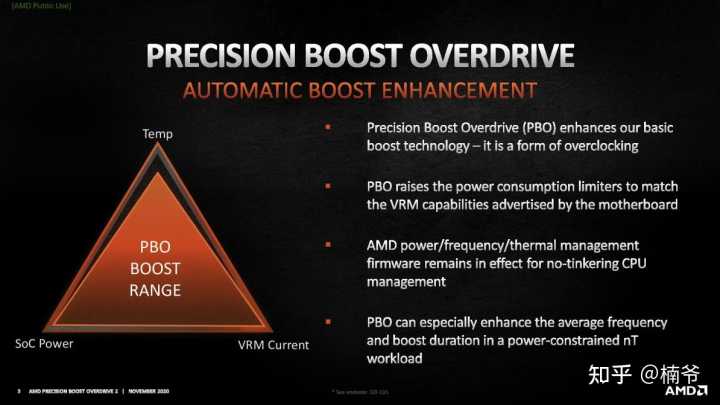 [AMD Public Use]
PRECISION BOOST OVERDRIVE
AUTOMATIC BOOST ENHANCEMENT
Temp
PBO
BOOST
RANGE
SoC Power
VRM Current
▪ Precision Boost Overdrive (PBO) enhances our basic
boost technology – it is a form of overclocking
▪ PBO raises the power consumption limiters to match
the VRM capabilities advertised by the motherboard
▪ AMD power/frequency/thermal management
firmware remains in effect for no-tinkering CPU
management
▪ PBO can especially enhance the average frequency
and boost duration in a power-constrained nT
workload
3 AMD PRECISION BOOST OVERDRIVE 2 | NOVEMBER 2020
* See endnote:
知乎 @楠爷
AMD